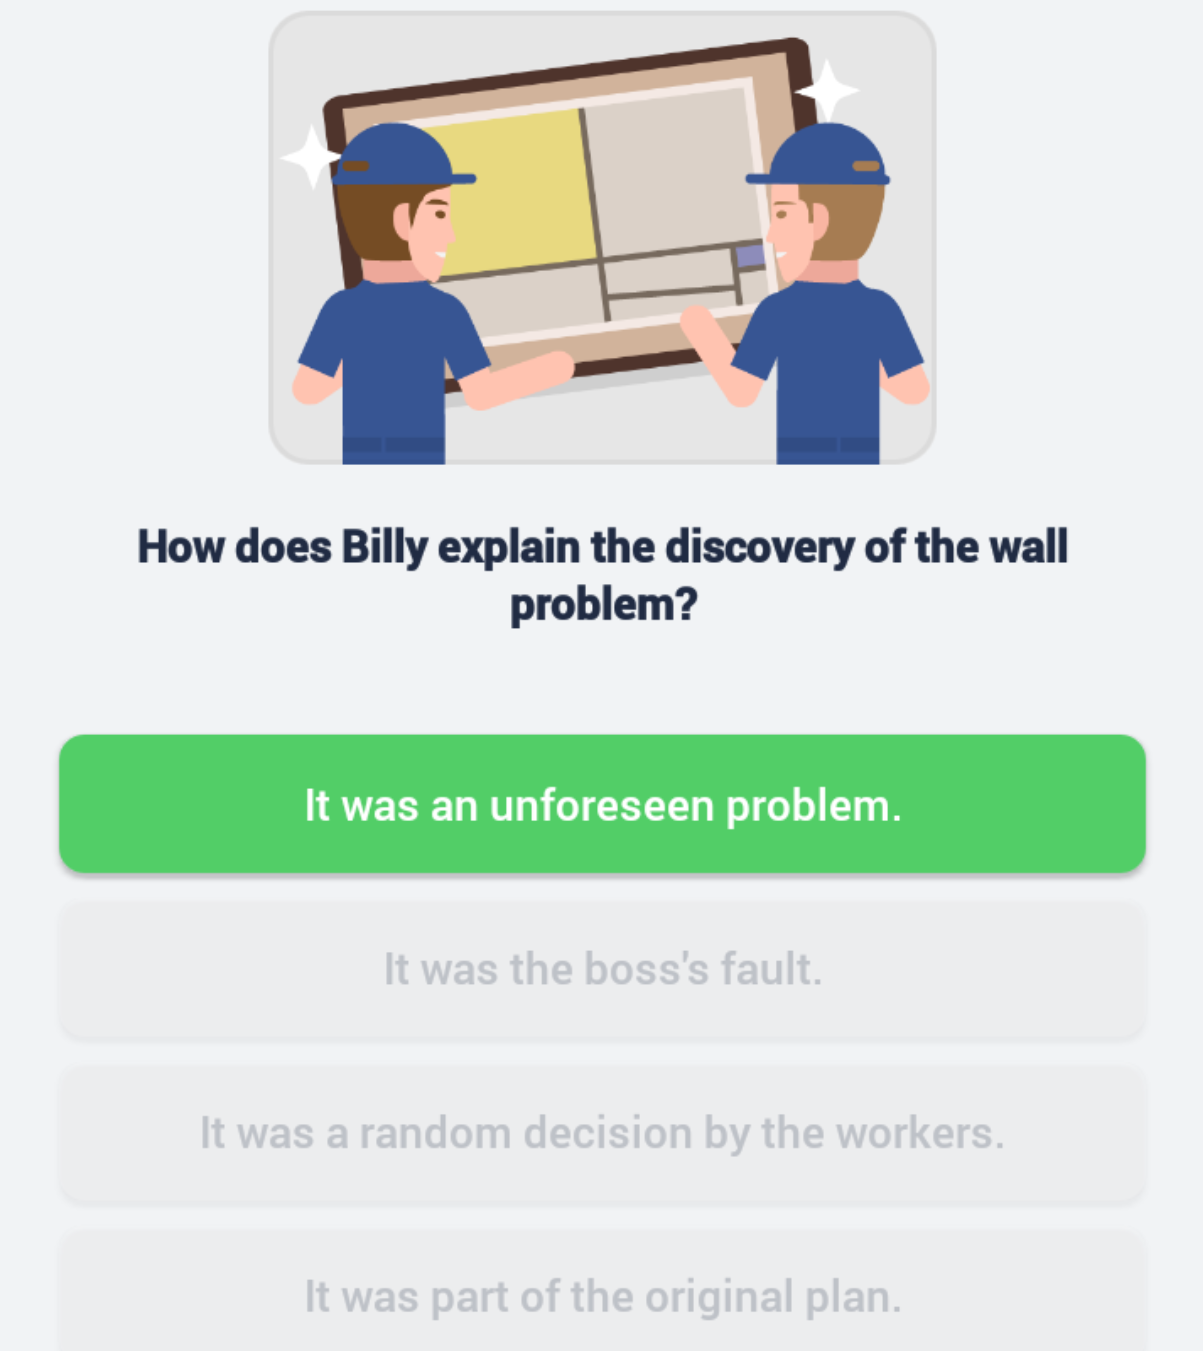 How does Billy explain the discovery of the wall
problem?
It was an unforeseen problem.
It was the boss's fault.
It was a random decision by the workers.
It was part of the original plan.